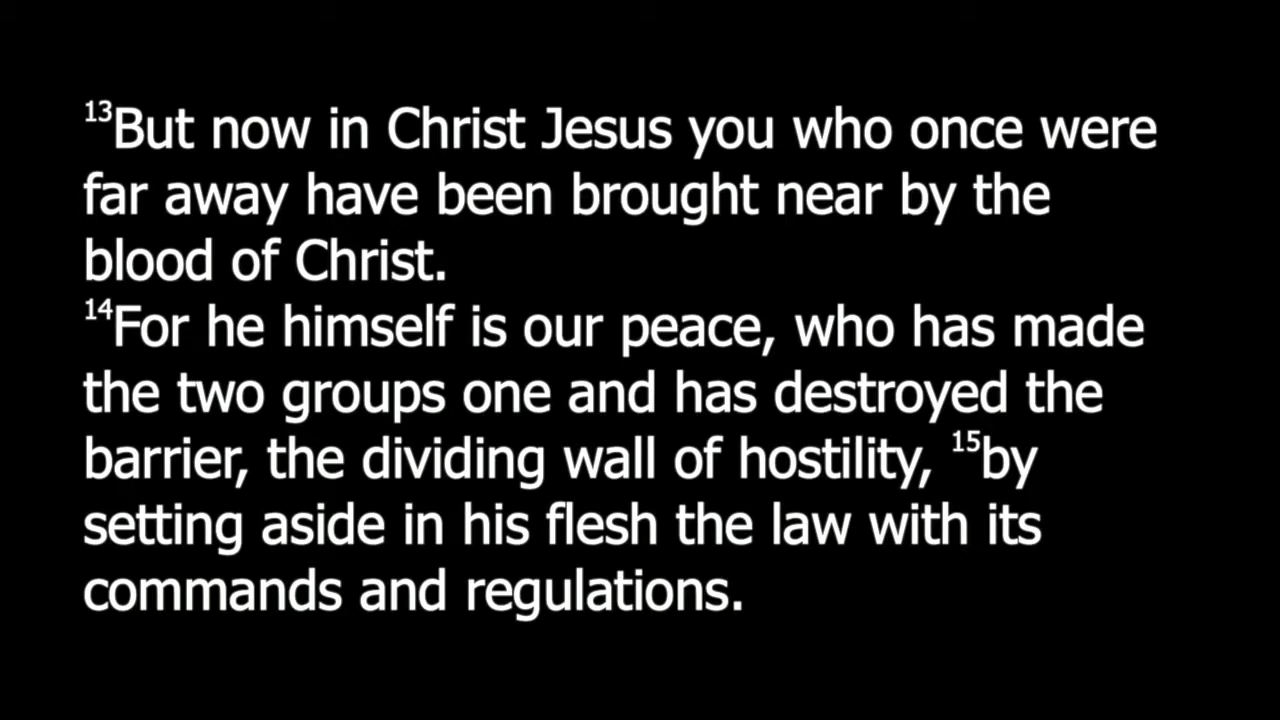 ¹³But now in Christ Jesus you who once were
far away have been brought near by the
blood of Christ.
¹⁴For he himself is our peace, who has made
the two groups one and has destroyed the
barrier, the dividing wall of hostility, ¹⁵by
setting aside in his flesh the law with its
commands and regulations.